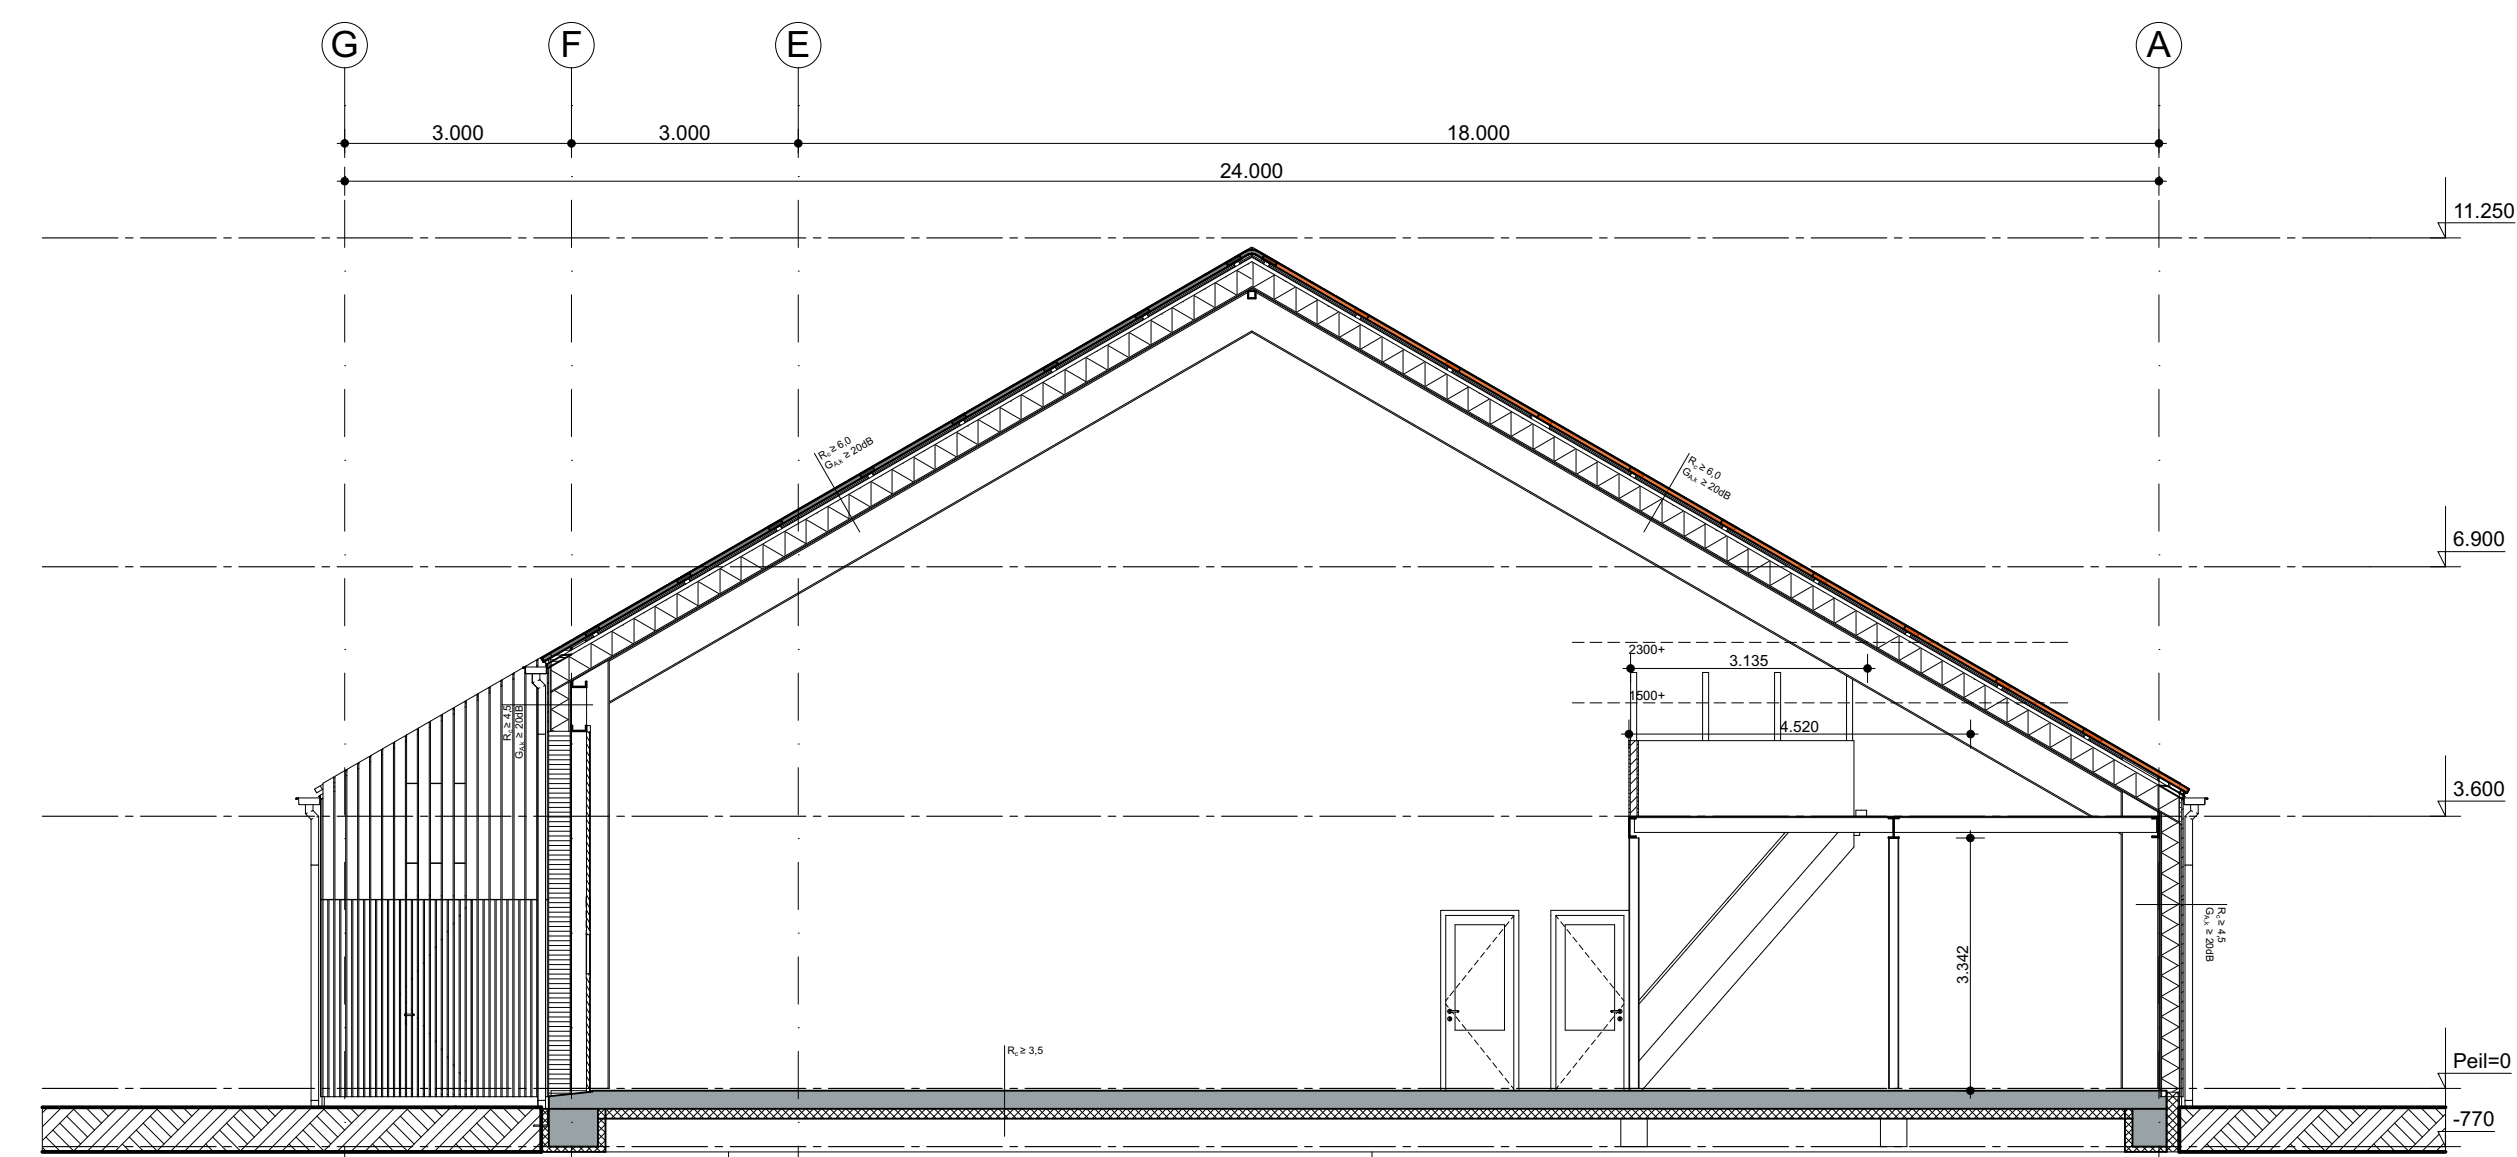 G F E A
3.000 3.000 18.000
24.000
11.250
Rc ≥ 6,0
GA;k ≥ 20dB
Rc ≥ 6,0
GA;k ≥ 20dB
6.900
2300+
3.135
1500+
4.520
Rc ≥ 4,5
GA;k ≥ 20dB
3.600
Rc ≥ 4,5
GA;k ≥ 20dB
3.342
Rc ≥ 3,5
Peil=0
-770